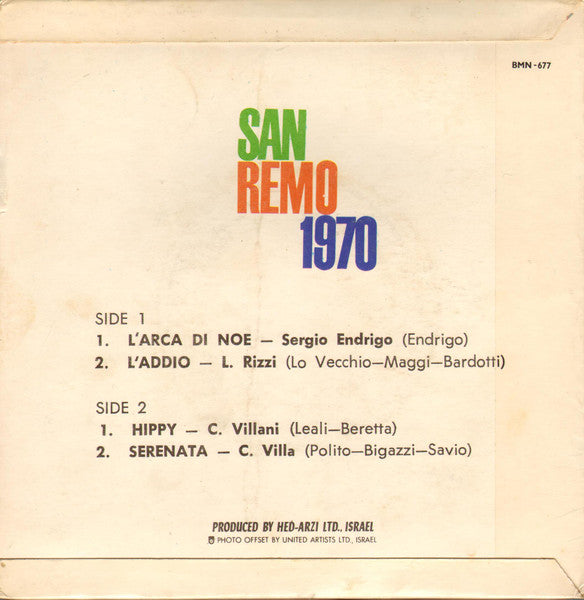 BMN-677
SAN
REMO
1970
SIDE 1
1. L'ARCA DI NOE — Sergio Endrigo (Endrigo)
2. L'ADDIO — L. Rizzi (Lo Vecchio—Maggi—Bardotti)
SIDE 2
1. HIPPY — C. Villani (Leali—Beretta)
2. SERENATA — C. Villa (Polito—Bigazzi—Savio)
PRODUCED BY HED-ARZI LTD., ISRAEL
PHOTO OFFSET BY UNITED ARTISTS LTD., ISRAEL